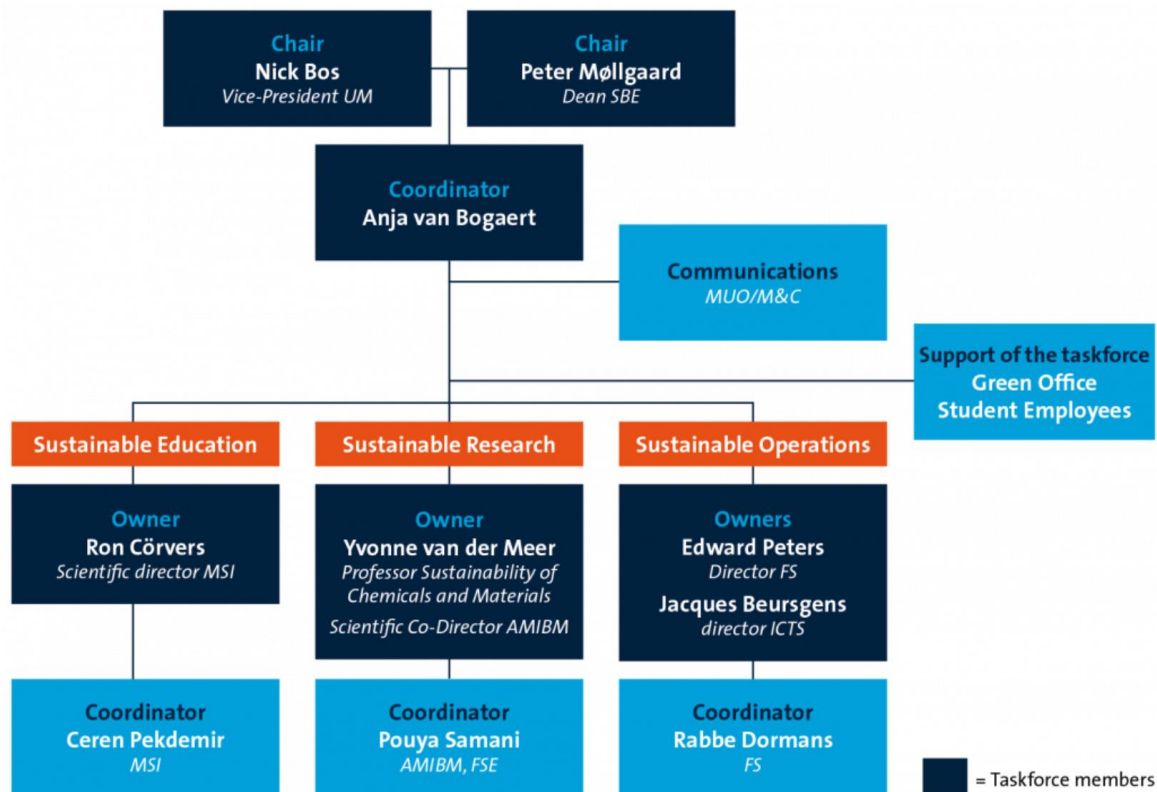 Chair
Nick Bos
Vice-President UM
Chair
Peter Møllgaard
Dean SBE
Coordinator
Anja van Bogaert
Communications
MUO/M&C
Support of the taskforce
Green Office
Student Employees
Sustainable Education
Sustainable Research
Sustainable Operations
Owner
Ron Cörvers
Scientific director MSI
Owner
Yvonne van der Meer
Professor Sustainability of
Chemicals and Materials
Scientific Co-Director AMIBM
Owners
Edward Peters
Director FS
Jacques Beursgens
director ICTS
Coordinator
Ceren Pekdemir
MSI
Coordinator
Pouya Samani
AMIBM, FSE
Coordinator
Rabbe Dormans
FS
= Taskforce members